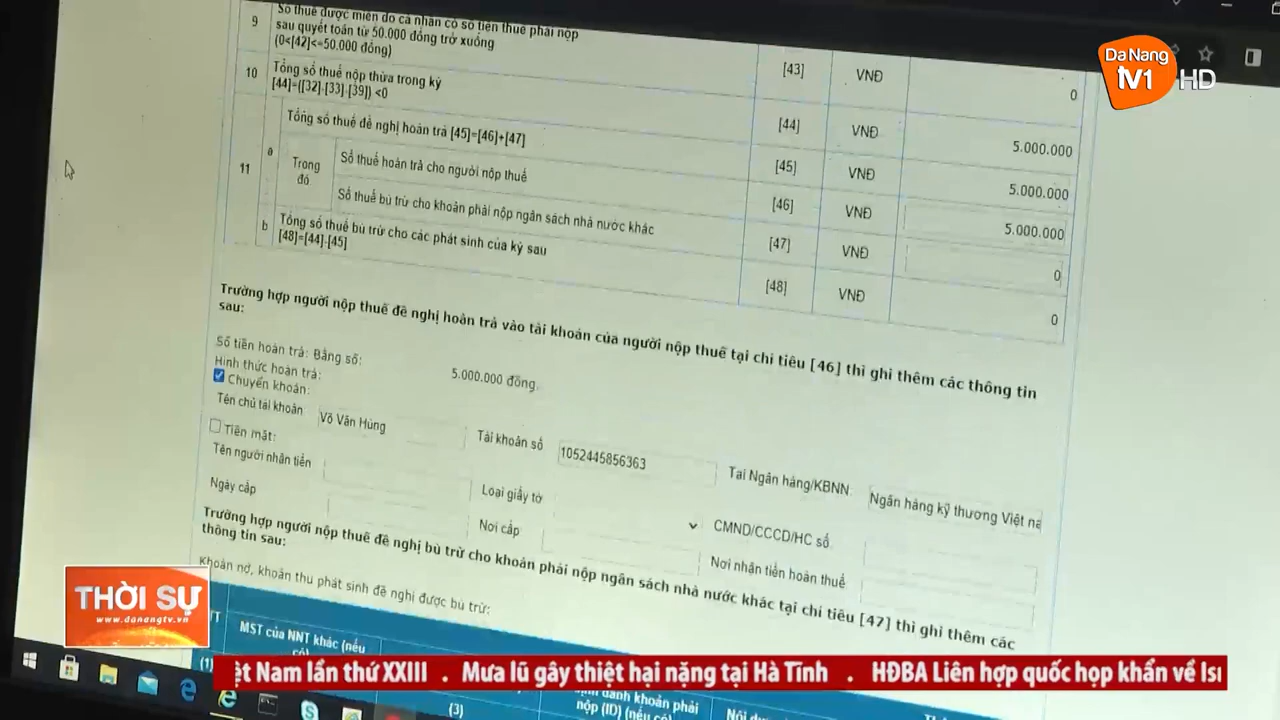 9 Số thuế được miễn do cá nhân có số tiền thuế phải nộp
sau quyết toán từ 50.000 đồng trở xuống
(0<[42]<=50.000 đồng) [43] VNĐ 0
10 Tổng số thuế nộp thừa trong kỳ
[44]=([32]-[33]-[39]) <0 [44] VNĐ 5.000.000
11 a Tổng số thuế đề nghị hoàn trả [45]=[46]+[47] [45] VNĐ 5.000.000
Trong đó Số thuế hoàn trả cho người nộp thuế [46] VNĐ 5.000.000
Số thuế bù trừ cho khoản phải nộp ngân sách nhà nước khác [47] VNĐ 0
b Tổng số thuế bù trừ cho các phát sinh của kỳ sau
[48]=[44]-[45] [48] VNĐ 0
Trường hợp người nộp thuế đề nghị hoàn trả vào tài khoản của người nộp thuế tại chỉ tiêu [46] thì ghi thêm các thông tin
sau:
Số tiền hoàn trả: Bằng số: 5.000.000 đồng.
Hình thức hoàn trả:
Chuyển khoản:
Tên chủ tài khoản Võ Văn Hùng Tài khoản số 1052445856363 Tại Ngân hàng/KBNN Ngân hàng kỹ thương Việt na
Tiền mặt:
Tên người nhận tiền Loại giấy tờ CMND/CCCD/HC số
Ngày cấp Nơi cấp Nơi nhận tiền hoàn thuế
Trường hợp người nộp thuế đề nghị bù trừ cho khoản phải nộp ngân sách nhà nước khác tại chỉ tiêu [47] thì ghi thêm các
thông tin sau:
Khoản nợ, khoản thu phát sinh đề nghị được bù trừ:
MST của NNT khác (nếu
(1)
(3)
danh khoản phải
nộp (ID) (nếu
Da Nang
TV1 HD
THỜI SỰ
www.danangtv.vn
ệt Nam lần thứ XXIII . Mưa lũ gây thiệt hại nặng tại Hà Tĩnh . HĐBA Liên hợp quốc họp khẩn về Isr